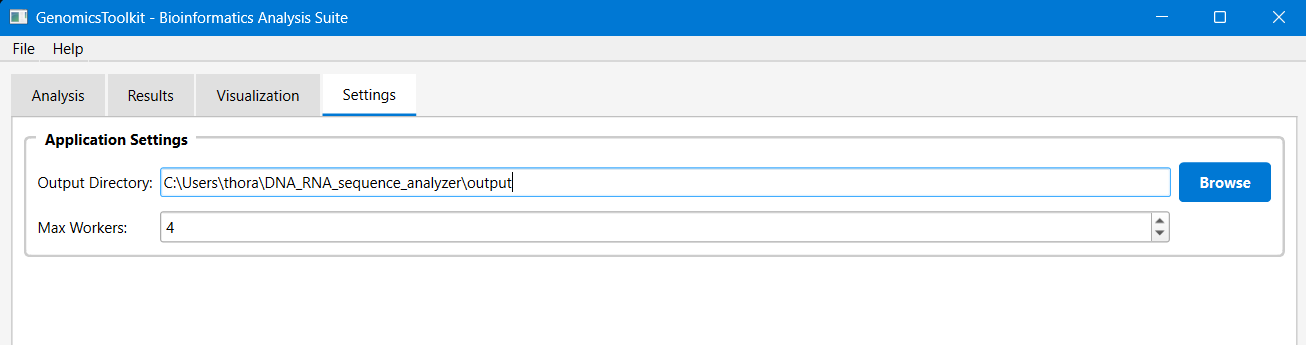 GenomicsToolkit - Bioinformatics Analysis Suite
File Help
Analysis Results Visualization Settings
Application Settings
Output Directory: C:\Users\thora\DNA_RNA_sequence_analyzer\output Browse
Max Workers: 4